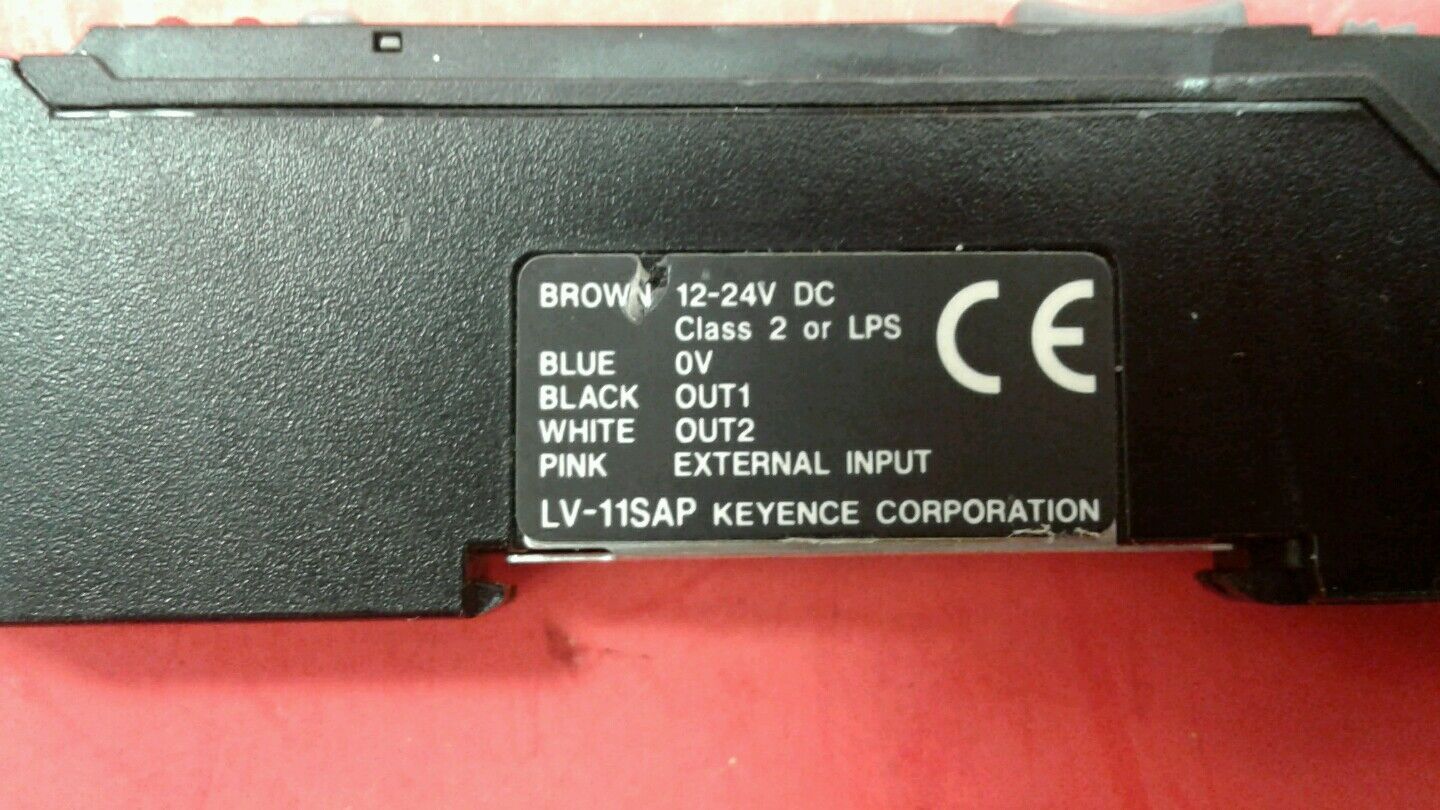 BROWN 12-24V DC
Class 2 or LPS
BLUE 0V
BLACK OUT1
WHITE OUT2
PINK EXTERNAL INPUT
LV-11SAP KEYENCE CORPORATION
CE